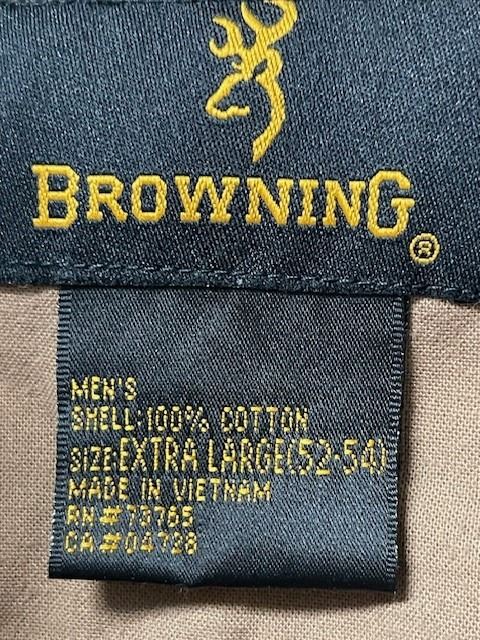 BROWNING®
MEN'S
SHELL:100% COTTON
SIZE:EXTRA LARGE(52-54)
MADE IN VIETNAM
RN#73765
CA#04728